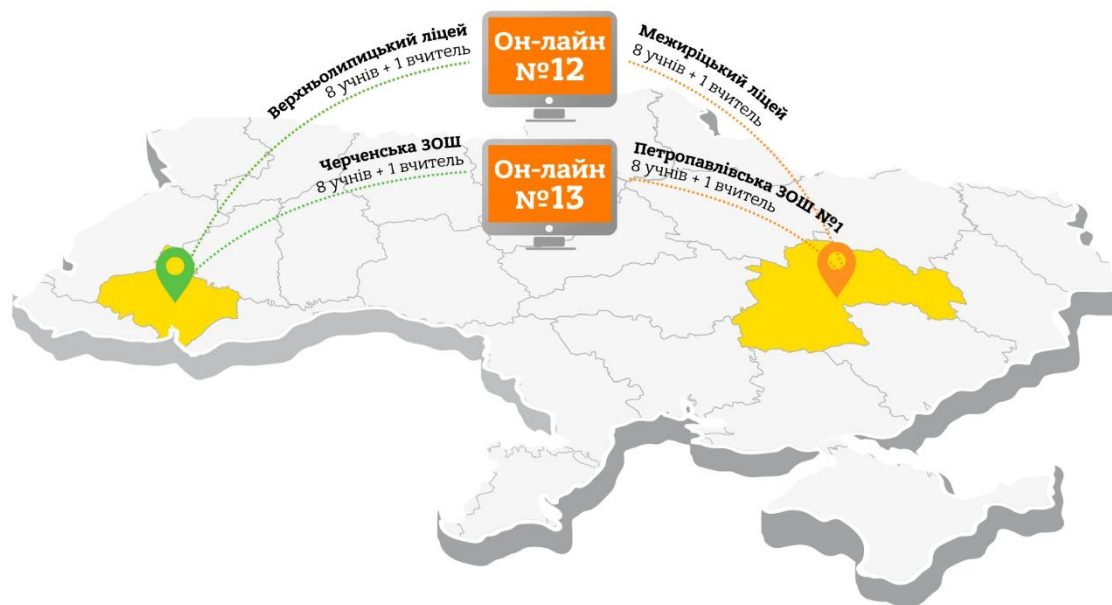 Верхньолипицький ліцей
8 учнів + 1 вчитель
Он-лайн
№12
Межиріцький ліцей
8 учнів + 1 вчитель
Черченська ЗОШ
8 учнів + 1 вчитель
Он-лайн
№13
Петропавлівська ЗОШ №1
8 учнів + 1 вчитель